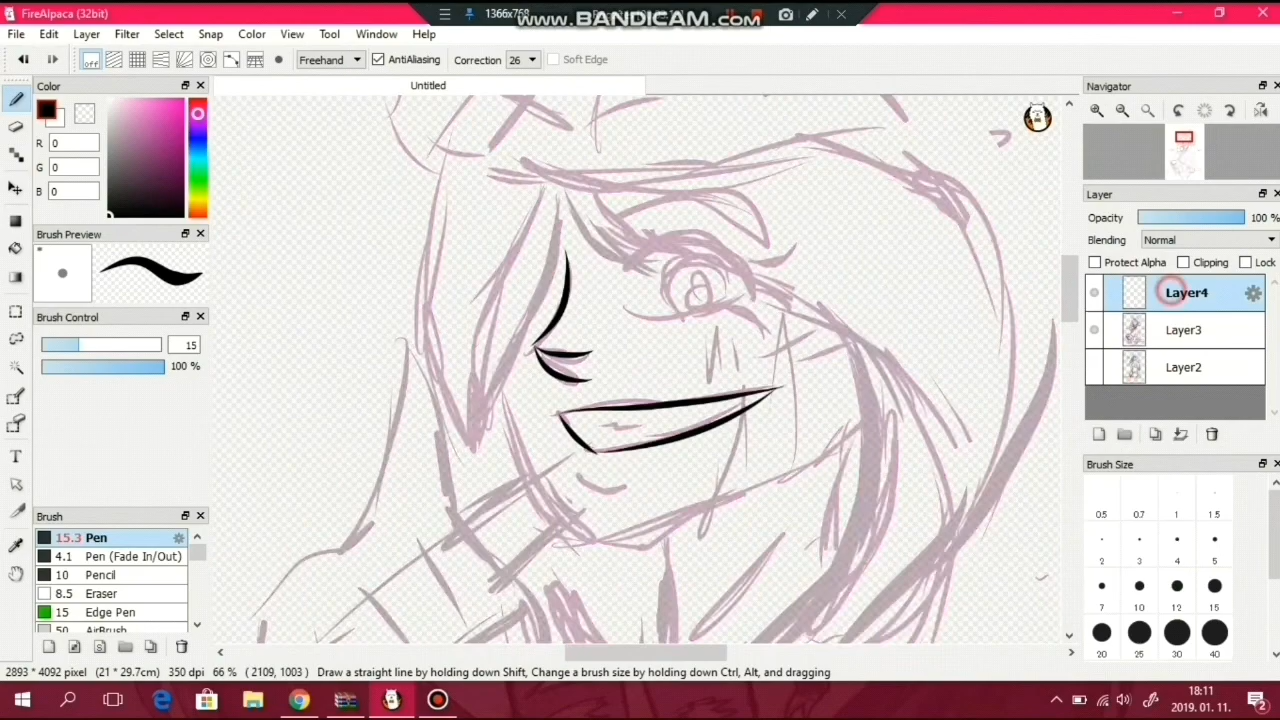 FireAlpaca (32bit)
1366x768
www.BANDICAM.com
File Edit Layer Filter Select Snap Color View Tool Window Help
off Freehand AntiAliasing Correction 26 Soft Edge
Color
Untitled
Navigator
R 0
G 0
B 0
Layer
Opacity 100 %
Brush Preview
Blending Normal
Protect Alpha Clipping Lock
Layer4
Brush Control
Layer3
15
100 %
Layer2
Brush Size
0.5 0.7 1 1.5
Brush
15.3 Pen
4.1 Pen (Fade In/Out)
2 3 4 5
10 Pencil
8.5 Eraser
7 10 12 15
15 Edge Pen
50 AirBrush
20 25 30 40
2893 * 4092 pixel (21 * 29.7cm) 350 dpi 66 % ( 2109, 1003 ) Draw a straight line by holding down Shift, Change a brush size by holding down Ctrl, Alt, and dragging
18:11
2019. 01. 11.
2